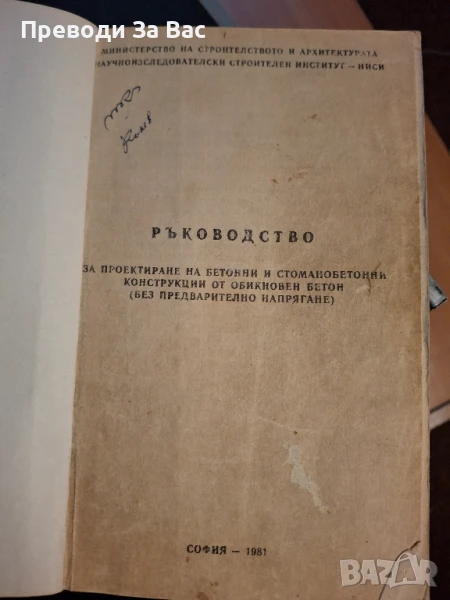 Преводи За Вас
МИНИСТЕРСТВО НА СТРОИТЕЛСТВОТО И АРХИТЕКТУРАТА
НАУЧНОИЗСЛЕДОВАТЕЛСКИ СТРОИТЕЛЕН ИНСТИТУТ — НИСИ
РЪКОВОДСТВО
ЗА ПРОЕКТИРАНЕ НА БЕТОННИ И СТОМАНОБЕТОННИ
КОНСТРУКЦИИ ОТ ОБИКНОВЕН БЕТОН
(БЕЗ ПРЕДВАРИТЕЛНО НАПРЯГАНЕ)
СОФИЯ — 1981
BAZAR